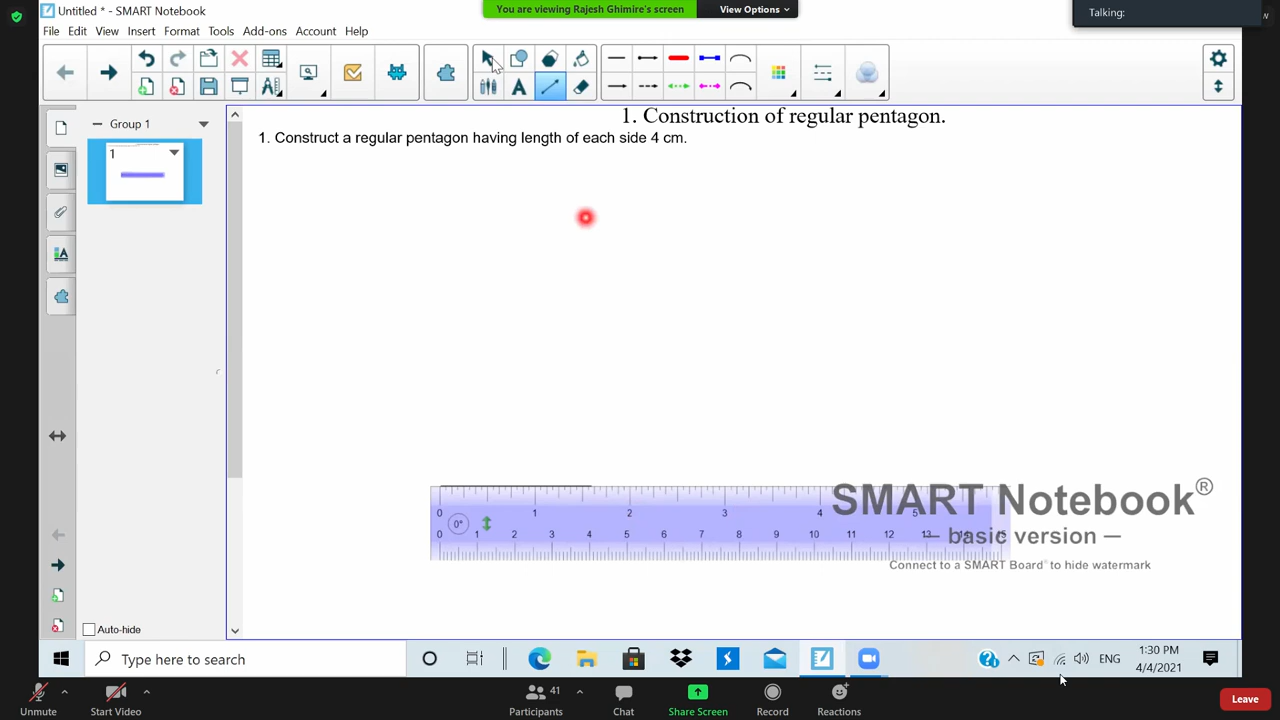 Untitled * - SMART Notebook
You are viewing Rajesh Ghimire's screen
View Options
Talking:
File Edit View Insert Format Tools Add-ons Account Help
Group 1
1
1. Construction of regular pentagon.
1. Construct a regular pentagon having length of each side 4 cm.
0 1 2 3 4 5
0°
0 1 2 3 4 5 6 7 8 9 10 11 12 13 14 15
SMART Notebook®
— basic version —
Connect to a SMART Board® to hide watermark
Auto-hide
Type here to search
ENG
1:30 PM
4/4/2021
Unmute
Start Video
41
Participants
Chat
Share Screen
Record
Reactions
Leave